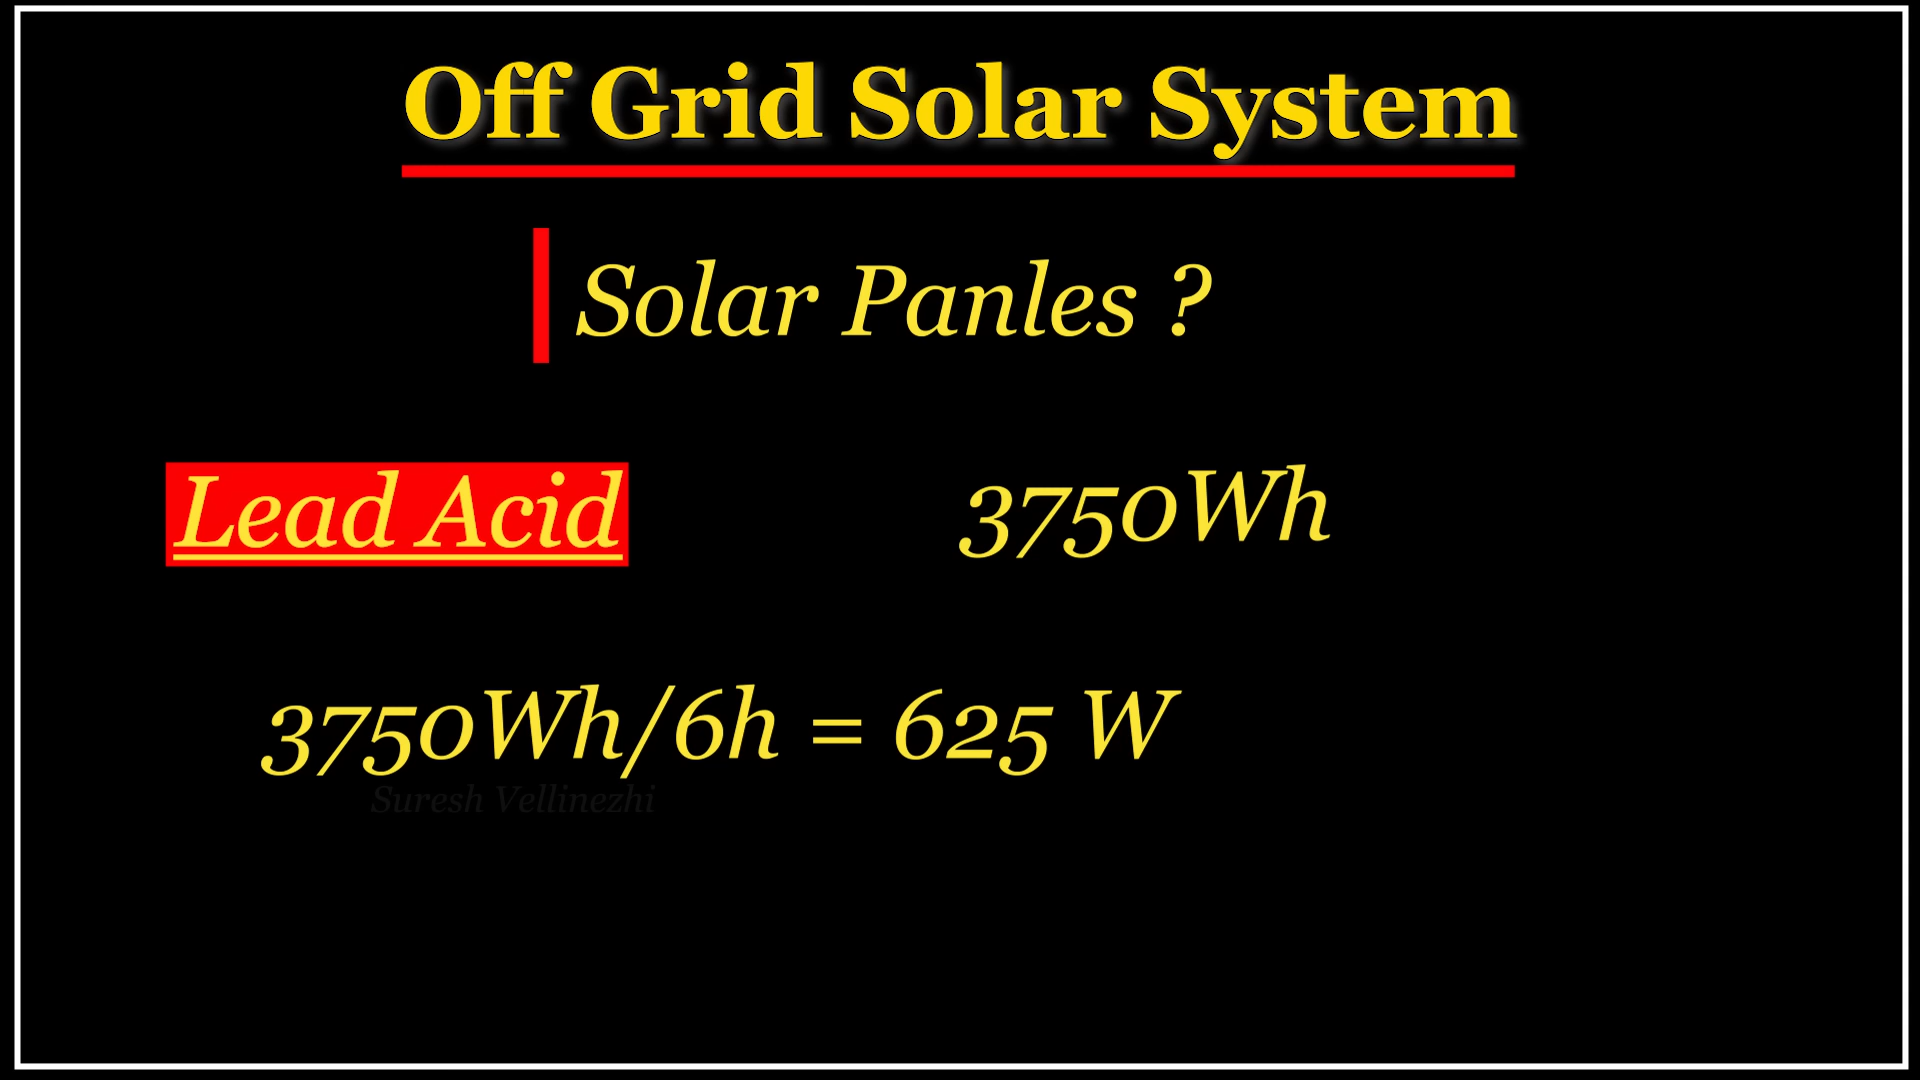 Off Grid Solar System
Solar Panles ?
Lead Acid
3750Wh
3750Wh/6h = 625 W
Suresh Vellinezhi